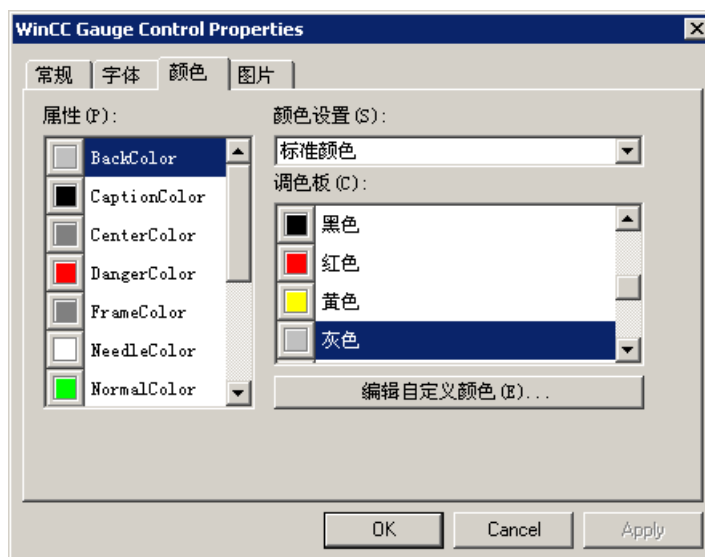 WinCC Gauge Control Properties
常规 字体 颜色 图片
属性(P):
BackColor
CaptionColor
CenterColor
DangerColor
FrameColor
NeedleColor
NormalColor
颜色设置(S):
标准颜色
调色板(C):
黑色
红色
黄色
灰色
编辑自定义颜色(E)...
OK Cancel Apply